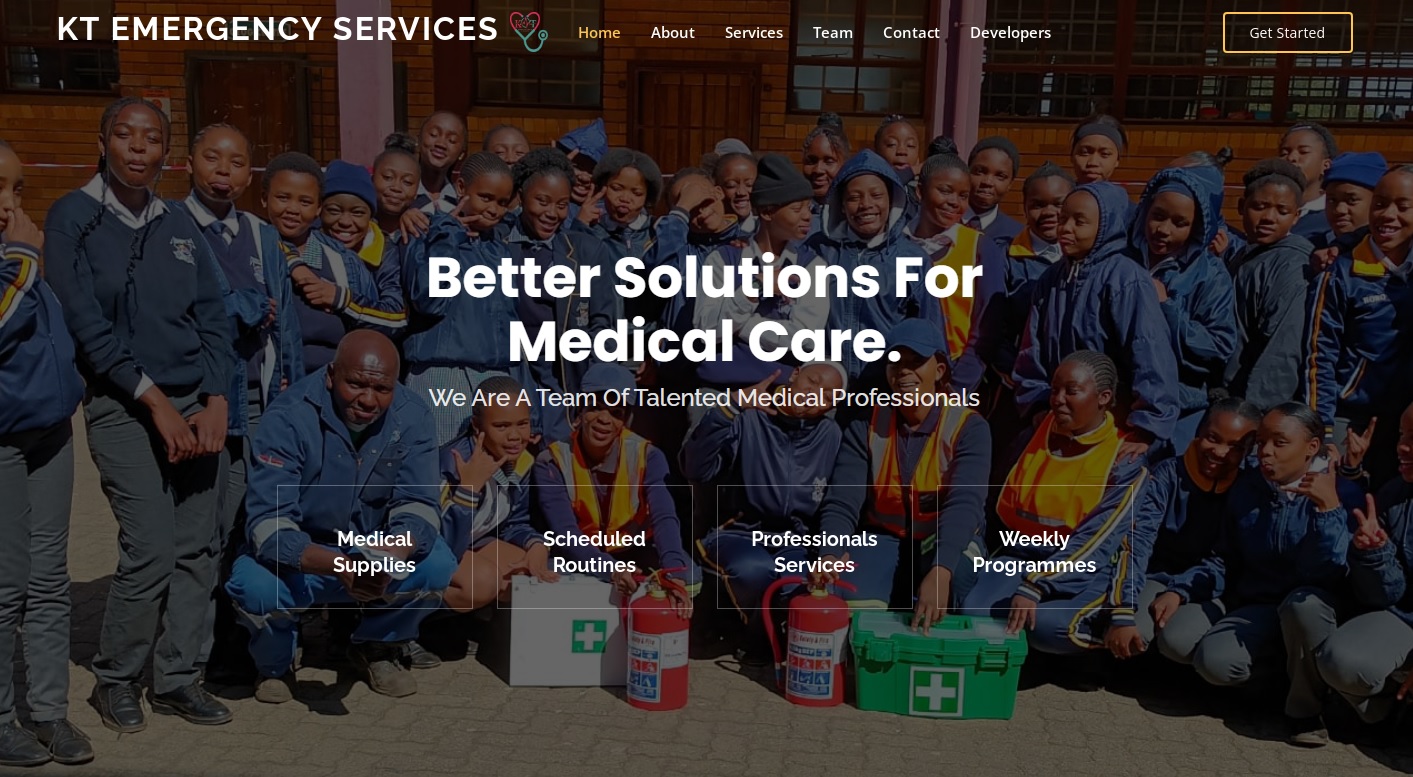 KT EMERGENCY SERVICES
Home
About
Services
Team
Contact
Developers
Get Started
Better Solutions For
Medical Care.
We Are A Team Of Talented Medical Professionals
Medical
Supplies
Scheduled
Routines
Professionals
Services
Weekly
Programmes